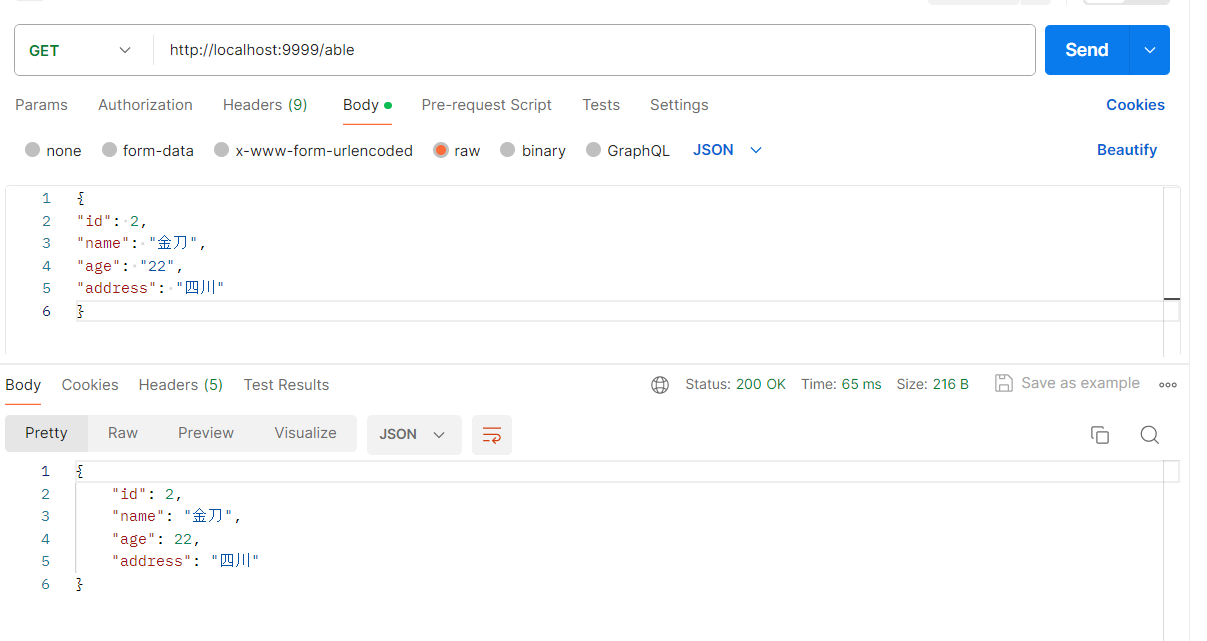 GET http://localhost:9999/able Send
Params Authorization Headers (9) Body Pre-request Script Tests Settings Cookies
none form-data x-www-form-urlencoded raw binary GraphQL JSON Beautify
1 {
2 "id": 2,
3 "name": "金刀",
4 "age": "22",
5 "address": "四川"
6 }
Body Cookies Headers (5) Test Results Status: 200 OK Time: 65 ms Size: 216 B Save as example
Pretty Raw Preview Visualize JSON
1 {
2 "id": 2,
3 "name": "金刀",
4 "age": 22,
5 "address": "四川"
6 }